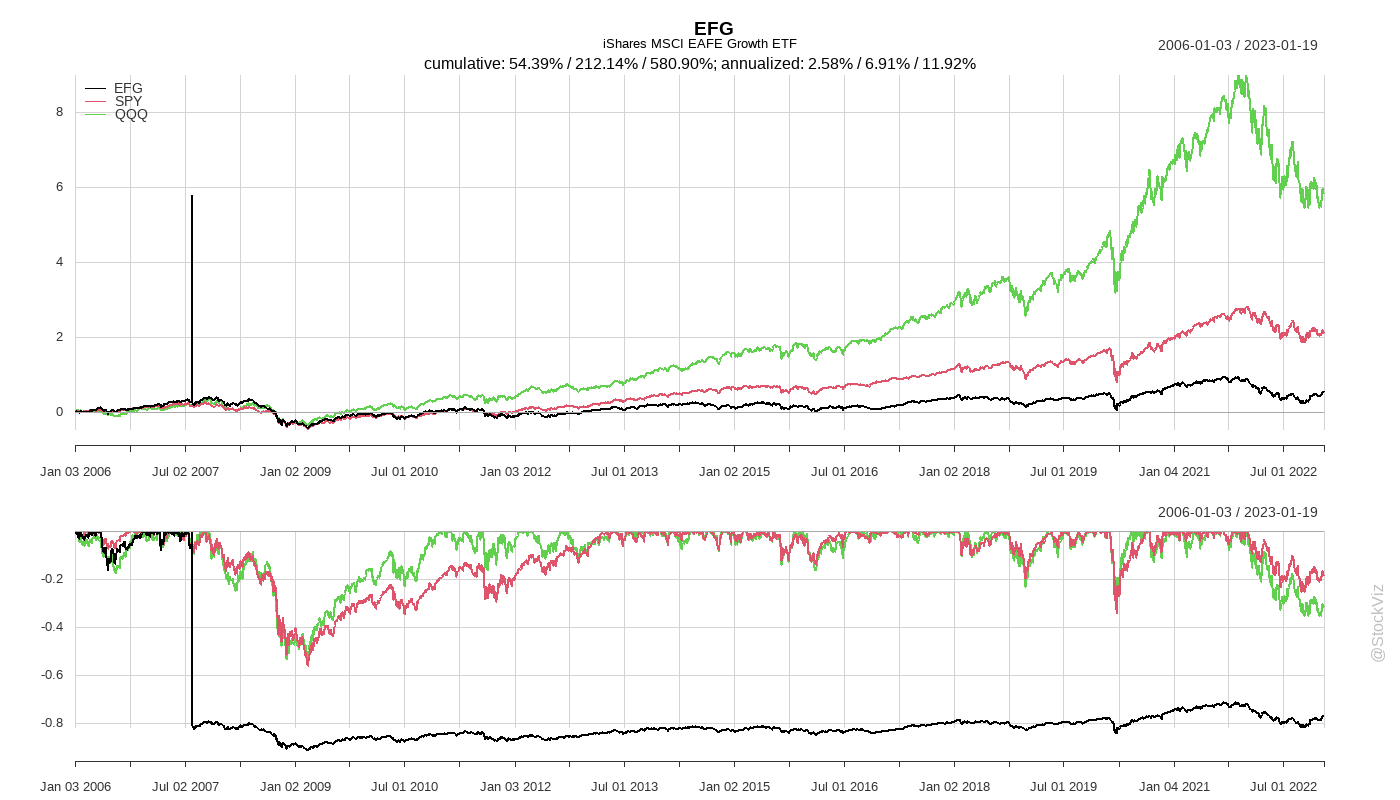 EFG
iShares MSCI EAFE Growth ETF
2006-01-03 / 2023-01-19
cumulative: 54.39% / 212.14% / 580.90%; annualized: 2.58% / 6.91% / 11.92%
EFG
SPY
QQQ
8
6
4
2
0
Jan 03 2006 Jul 02 2007 Jan 02 2009 Jul 01 2010 Jan 03 2012 Jul 01 2013 Jan 02 2015 Jul 01 2016 Jan 02 2018 Jul 01 2019 Jan 04 2021 Jul 01 2022
2006-01-03 / 2023-01-19
-0.2
-0.4
-0.6
-0.8
Jan 03 2006 Jul 02 2007 Jan 02 2009 Jul 01 2010 Jan 03 2012 Jul 01 2013 Jan 02 2015 Jul 01 2016 Jan 02 2018 Jul 01 2019 Jan 04 2021 Jul 01 2022
@StockViz